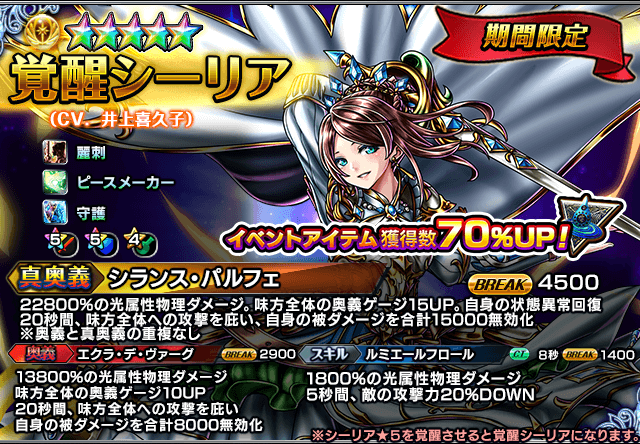 期間限定
覚醒シーリア
(CV. 井上喜久子)
麗刺
ピースメーカー
守護
5 5 4
イベントアイテム獲得数70%UP!
真奥義 シランス・パルフェ BREAK 4500
22800%の光属性物理ダメージ。味方全体の奥義ゲージ15UP。自身の状態異常回復
20秒間、味方全体への攻撃を庇い、自身の被ダメージを合計15000無効化
※奥義と真奥義の重複なし
奥義 エクラ・デ・ヴァーグ BREAK 2900
スキル ルミエールフロール CT 8秒 BREAK 1400
13800%の光属性物理ダメージ
味方全体の奥義ゲージ10UP
20秒間、味方全体への攻撃を庇い
自身の被ダメージを合計8000無効化
1800%の光属性物理ダメージ
5秒間、敵の攻撃力20%DOWN
※シーリア★5を覚醒させると覚醒シーリアになります。